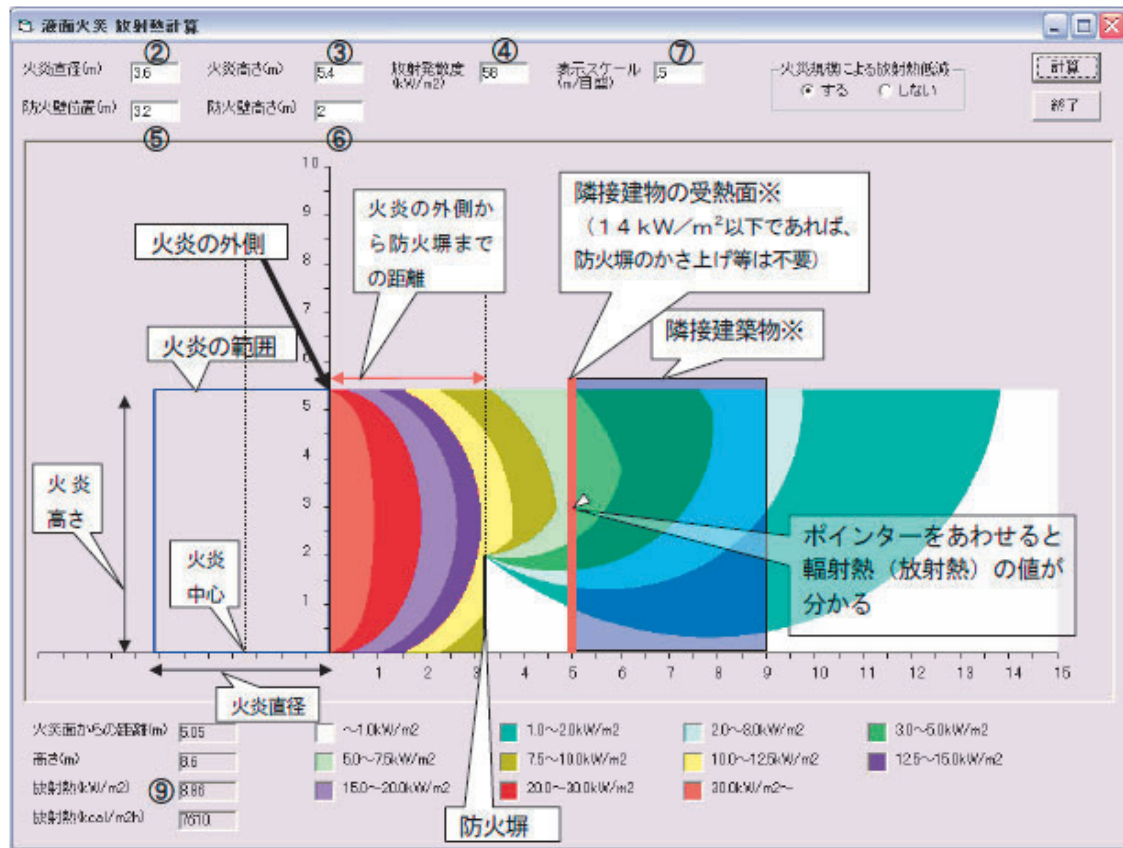 液面火災 放射熱計算
② ③ ④ ⑦
火炎直径(m) 3.6 火炎高さ(m) 5.4 放射発散度(kW/m2) 58 表示スケール(m/目盛) .5 火災規模による放射熱低減 計算
する しない
防火壁位置(m) 3.2 防火壁高さ(m) 2 終了
⑤ ⑥
10
9
8
7
6
5
4
3
2
1
火炎の外側か
ら防火塀まで
の距離
隣接建物の受熱面※
(14kW/m²以下であれば、
防火塀のかさ上げ等は不要)
火炎の外側
火炎の範囲
隣接建築物※
火炎
高さ
火炎
中心
ポインターをあわせると
輻射熱(放射熱)の値が
分かる
1 2 3 4 5 6 7 8 9 10 11 12 13 14 15
火炎直径
火炎面からの距離(m) 5.05
高さ(m) 8.6
放射熱(kW/m2) ⑨ 8.86
放射熱(kcal/m2h) 7610.
～1.0kW/m2 1.0～2.0kW/m2 2.0～3.0kW/m2 3.0～5.0kW/m2
5.0～7.5kW/m2 7.5～10.0kW/m2 10.0～12.5kW/m2 12.5～15.0kW/m2
15.0～20.0kW/m2 20.0～30.0kW/m2 30.0kW/m2～
防火塀